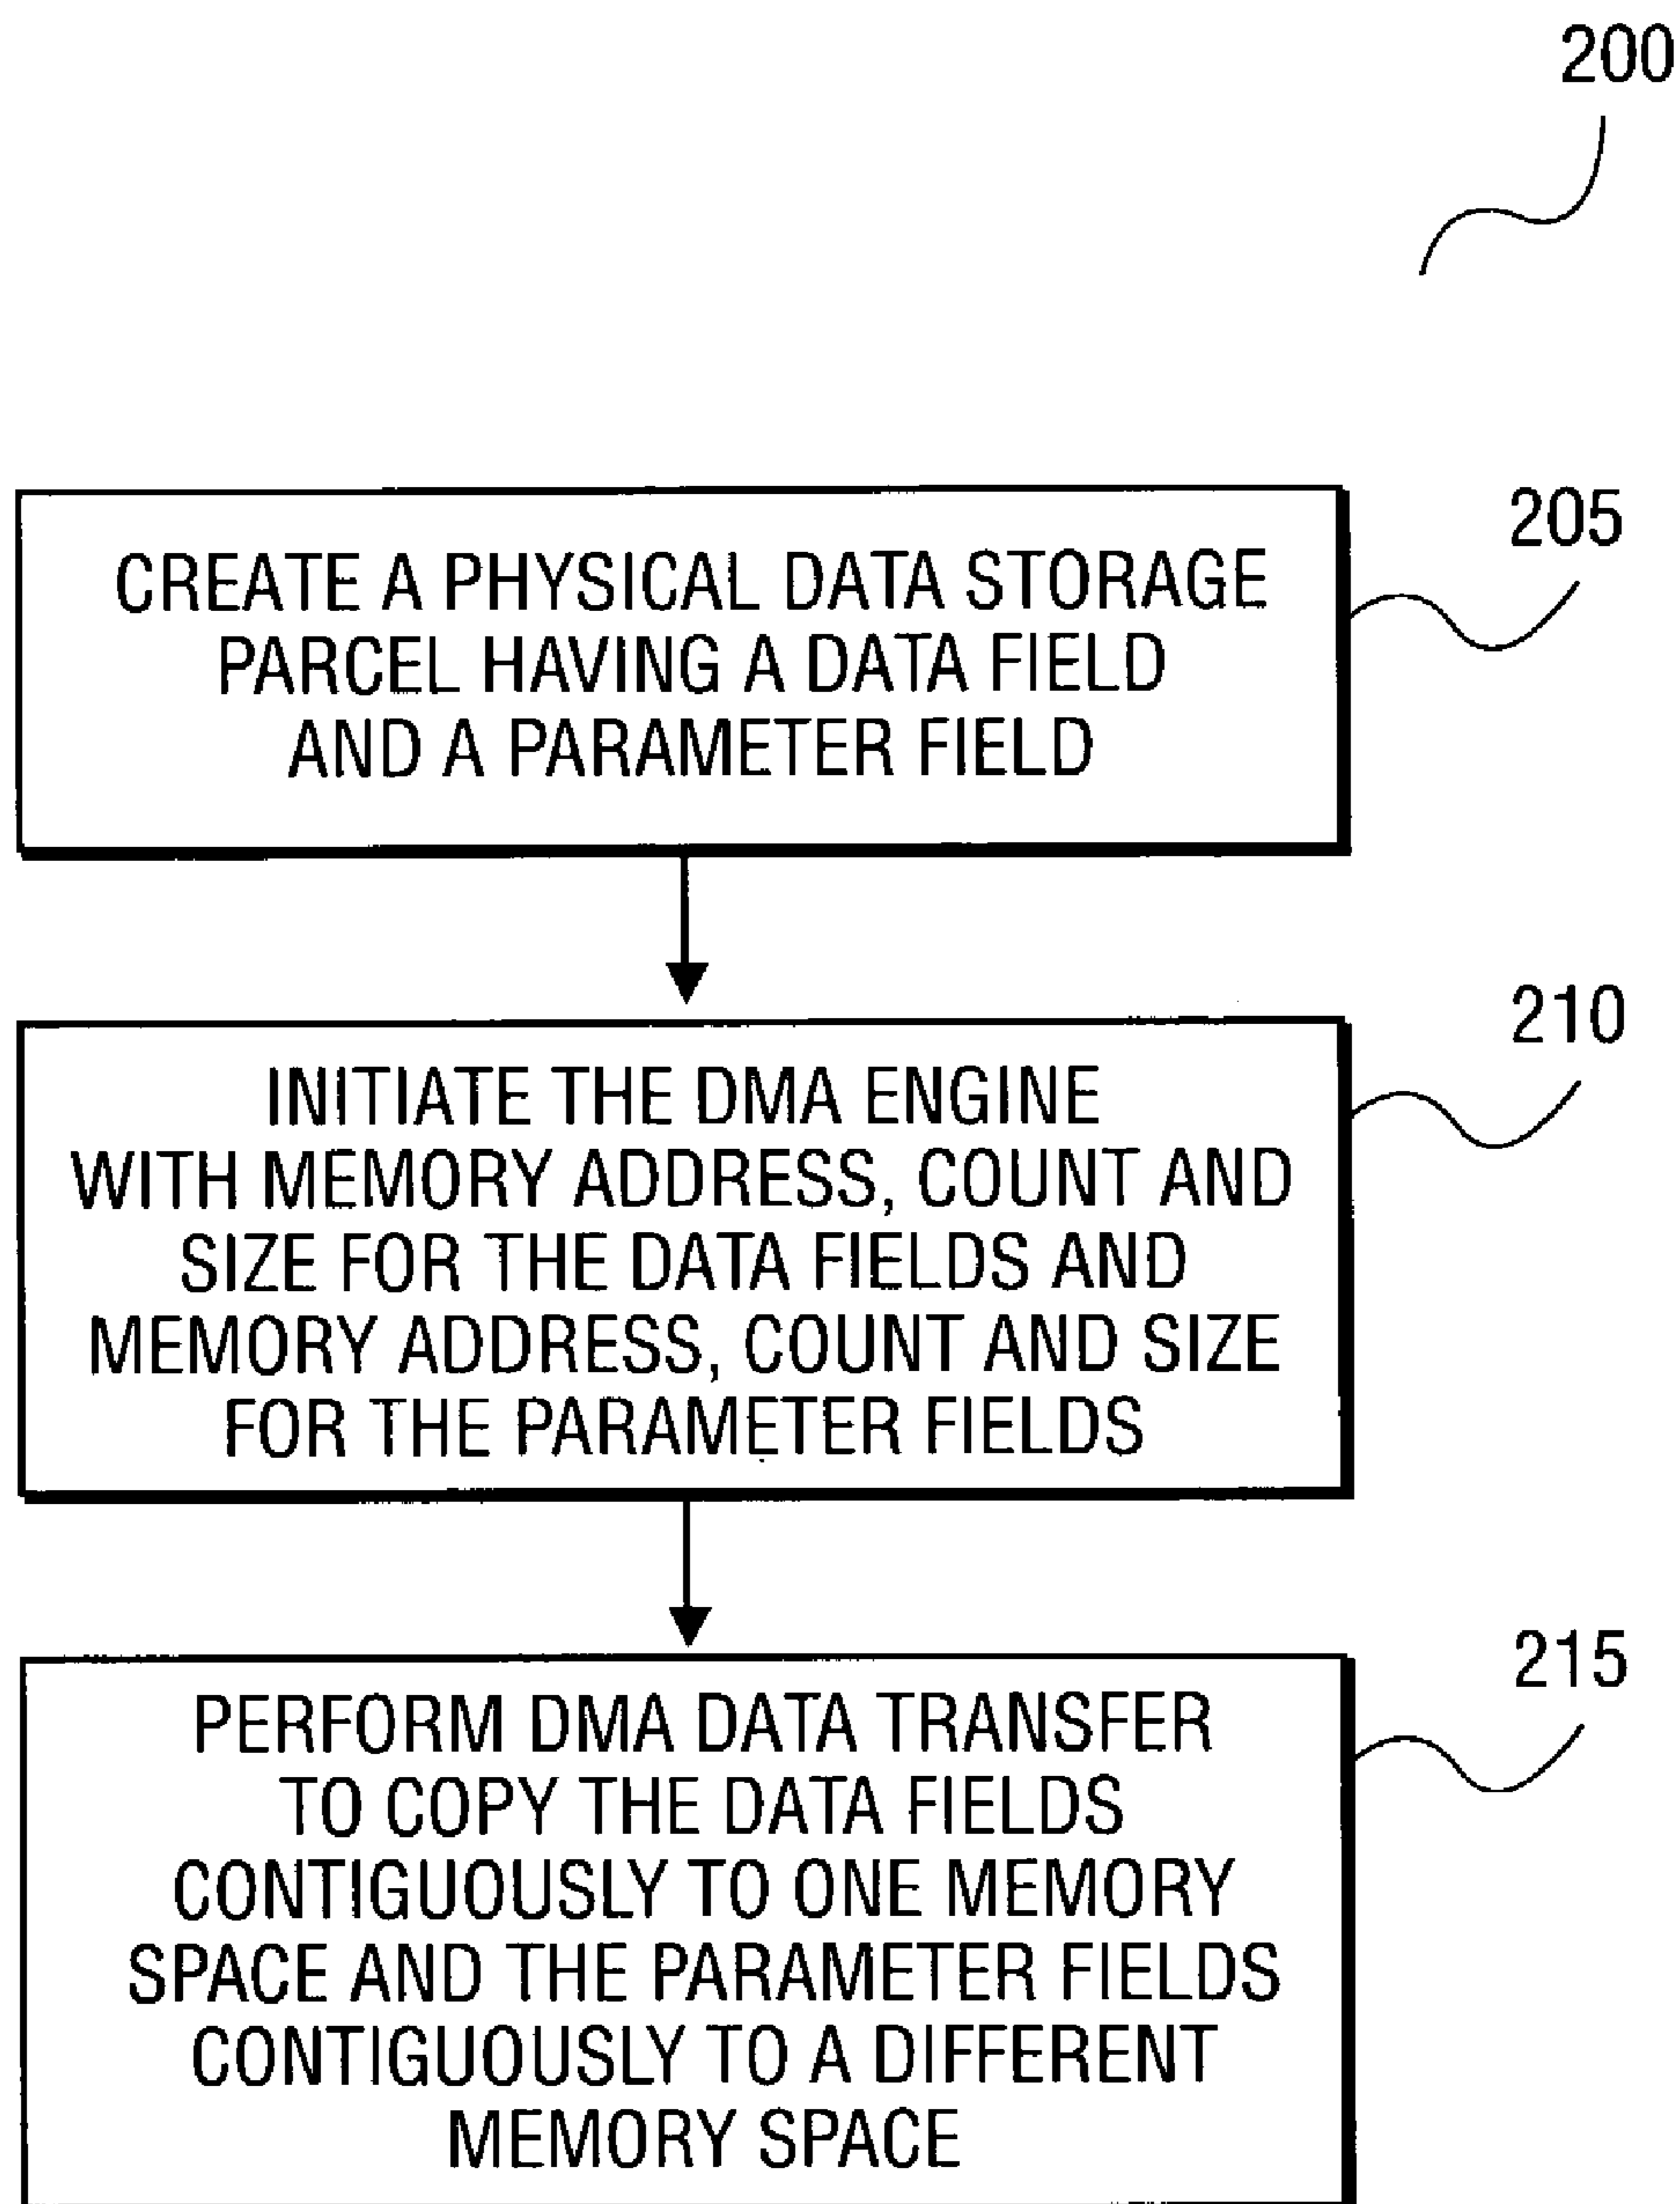 200
205
CREATE A PHYSICAL DATA STORAGE
PARCEL HAVING A DATA FIELD
AND A PARAMETER FIELD
210
INITIATE THE DMA ENGINE
WITH MEMORY ADDRESS, COUNT AND
SIZE FOR THE DATA FIELDS AND
MEMORY ADDRESS, COUNT AND SIZE
FOR THE PARAMETER FIELDS
215
PERFORM DMA DATA TRANSFER
TO COPY THE DATA FIELDS
CONTIGUOUSLY TO ONE MEMORY
SPACE AND THE PARAMETER FIELDS
CONTIGUOUSLY TO A DIFFERENT
MEMORY SPACE